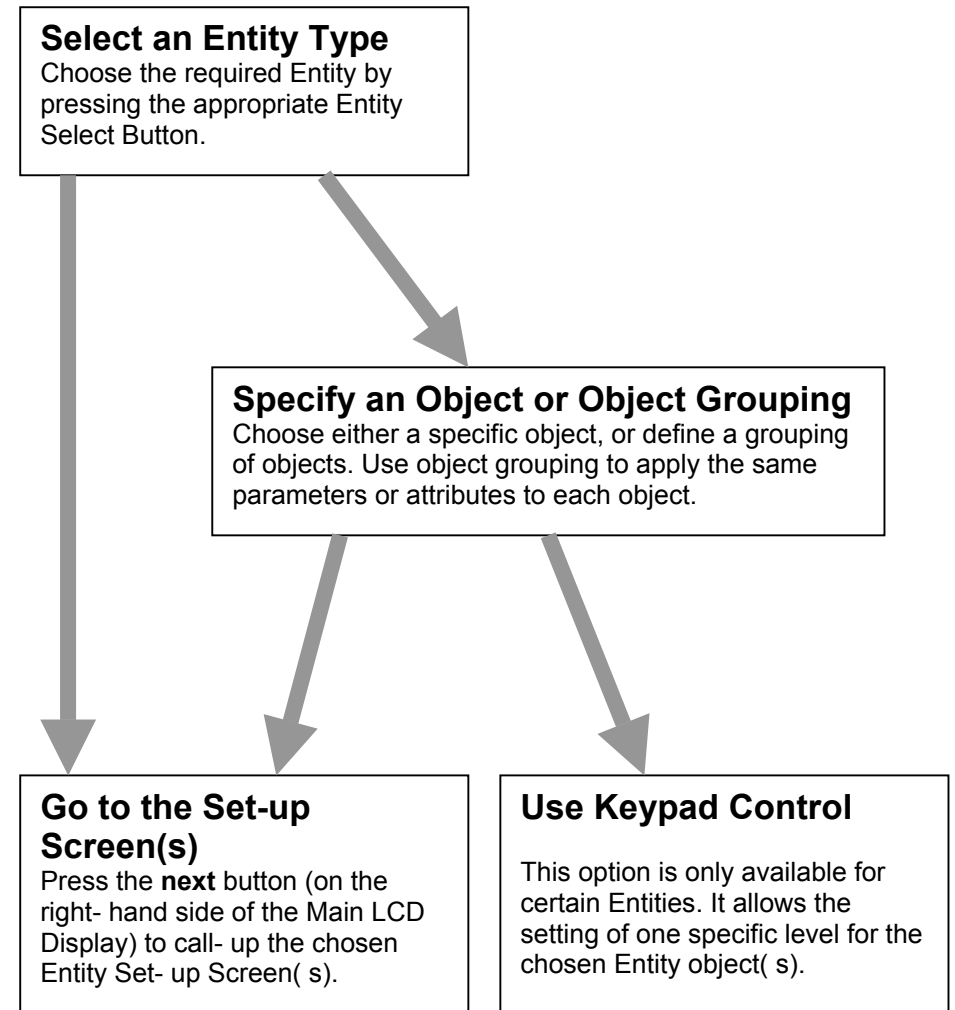 Select an Entity Type
Choose the required Entity by
pressing the appropriate Entity
Select Button.
Specify an Object or Object Grouping
Choose either a specific object, or define a grouping
of objects. Use object grouping to apply the same
parameters or attributes to each object.
Go to the Set-up
Screen(s)
Press the next button (on the
right- hand side of the Main LCD
Display) to call- up the chosen
Entity Set- up Screen( s).
Use Keypad Control
This option is only available for
certain Entities. It allows the
setting of one specific level for the
chosen Entity object( s).